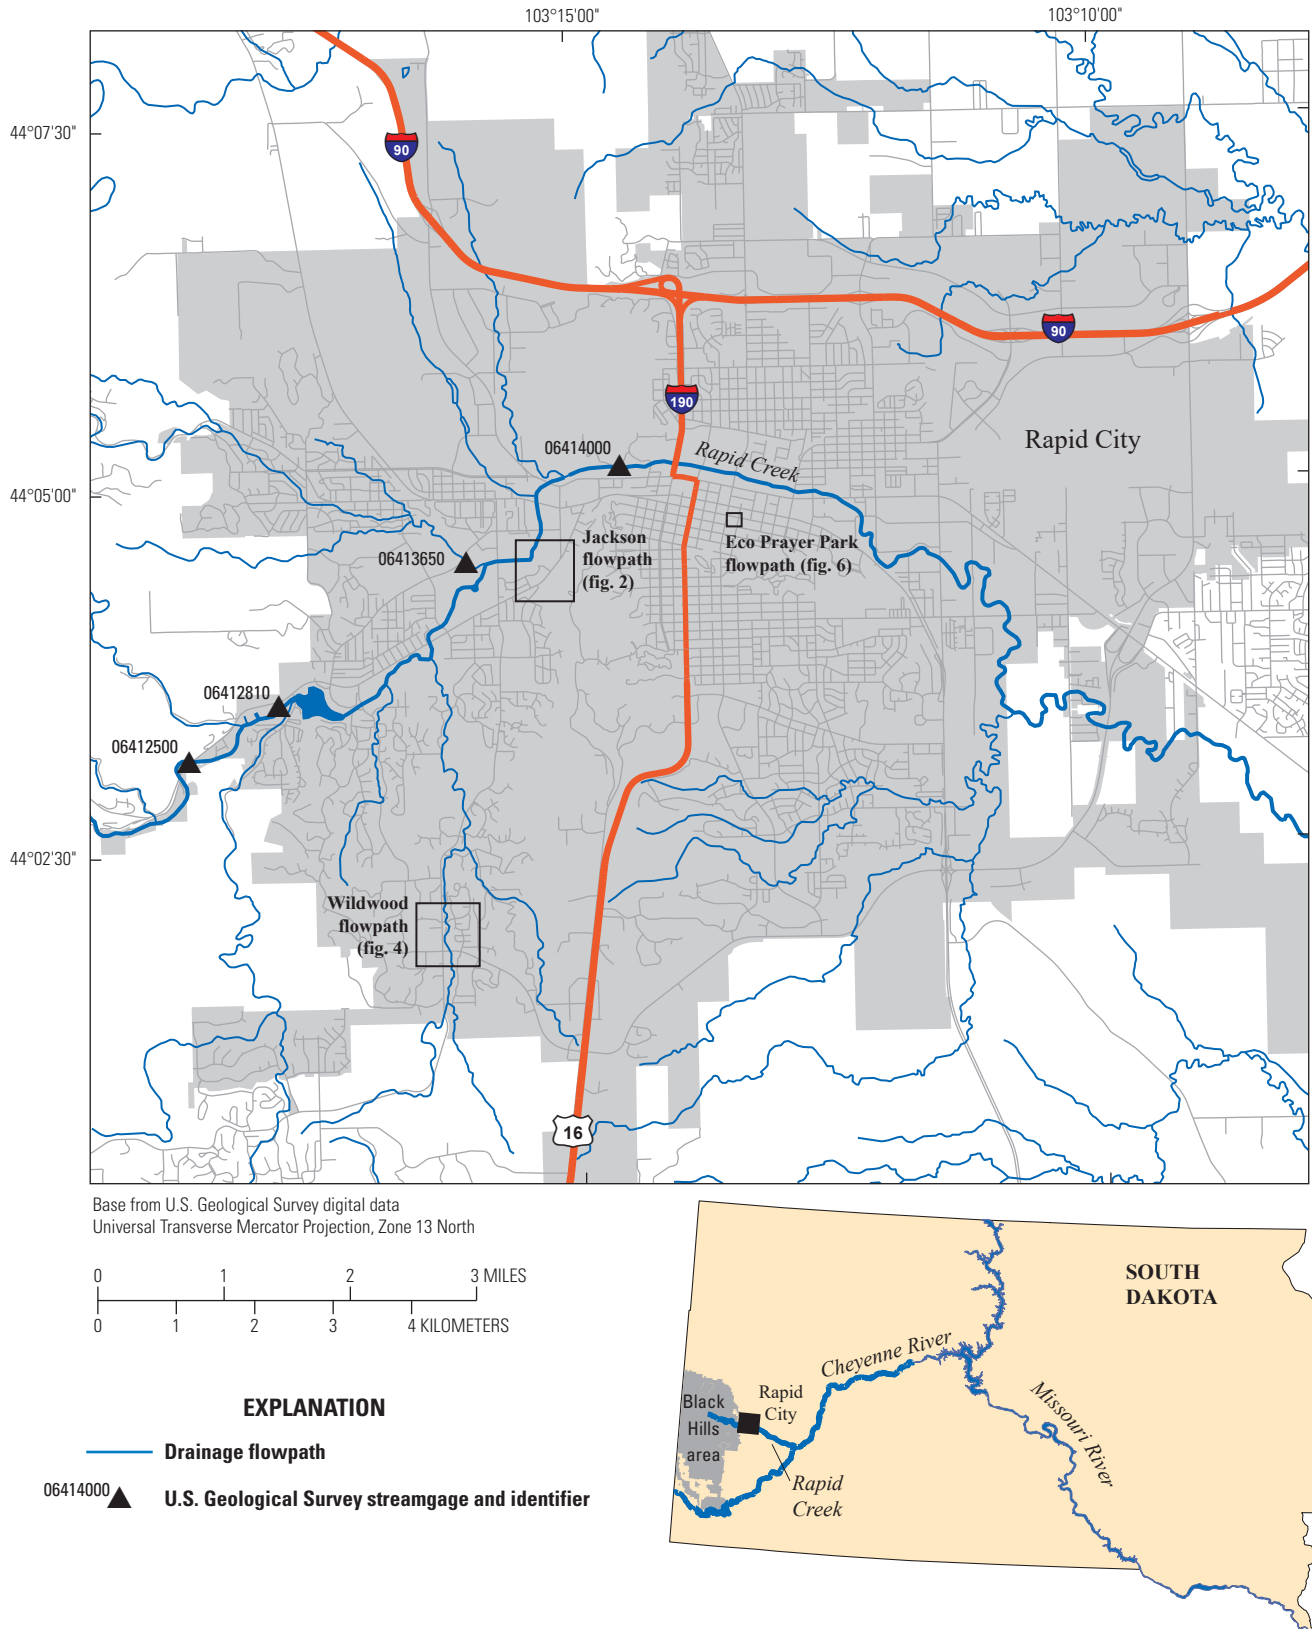 103°15'00"
103°10'00"
44°07'30"
90
90
190
Rapid City
06414000
Rapid Creek
44°05'00"
Jackson
flowpath
(fig. 2)
Eco Prayer Park
flowpath (fig. 6)
06413650
06412810
06412500
44°02'30"
Wildwood
flowpath
(fig. 4)
16
Base from U.S. Geological Survey digital data
Universal Transverse Mercator Projection, Zone 13 North
0 1 2 3 MILES
0 1 2 3 4 KILOMETERS
EXPLANATION
Drainage flowpath
06414000
U.S. Geological Survey streamgage and identifier
SOUTH
DAKOTA
Cheyenne River
Missouri River
Black
Hills
area
Rapid
City
Rapid
Creek